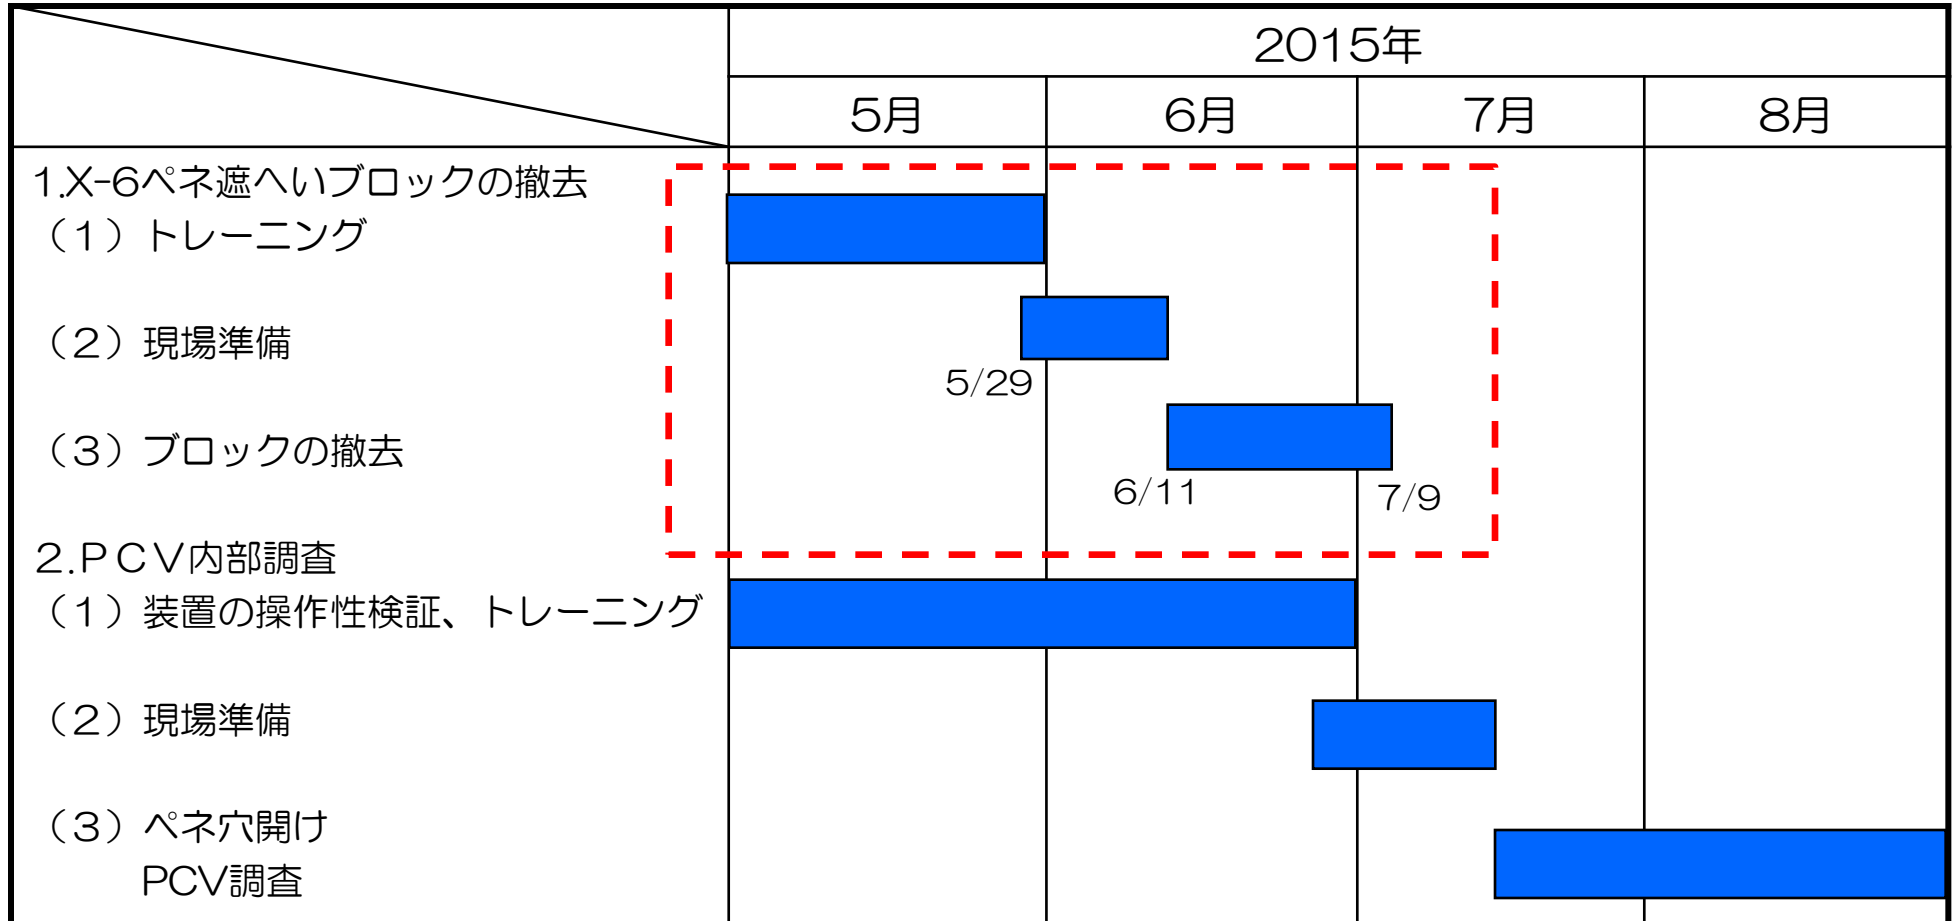 2015年
5月 6月 7月 8月
1.X-6ペネ遮へいブロックの撤去
（1）トレーニング
（2）現場準備
5/29
（3）ブロックの撤去
6/11 7/9
2.PCV内部調査
（1）装置の操作性検証、トレーニング
（2）現場準備
（3）ペネ穴開け
PCV調査